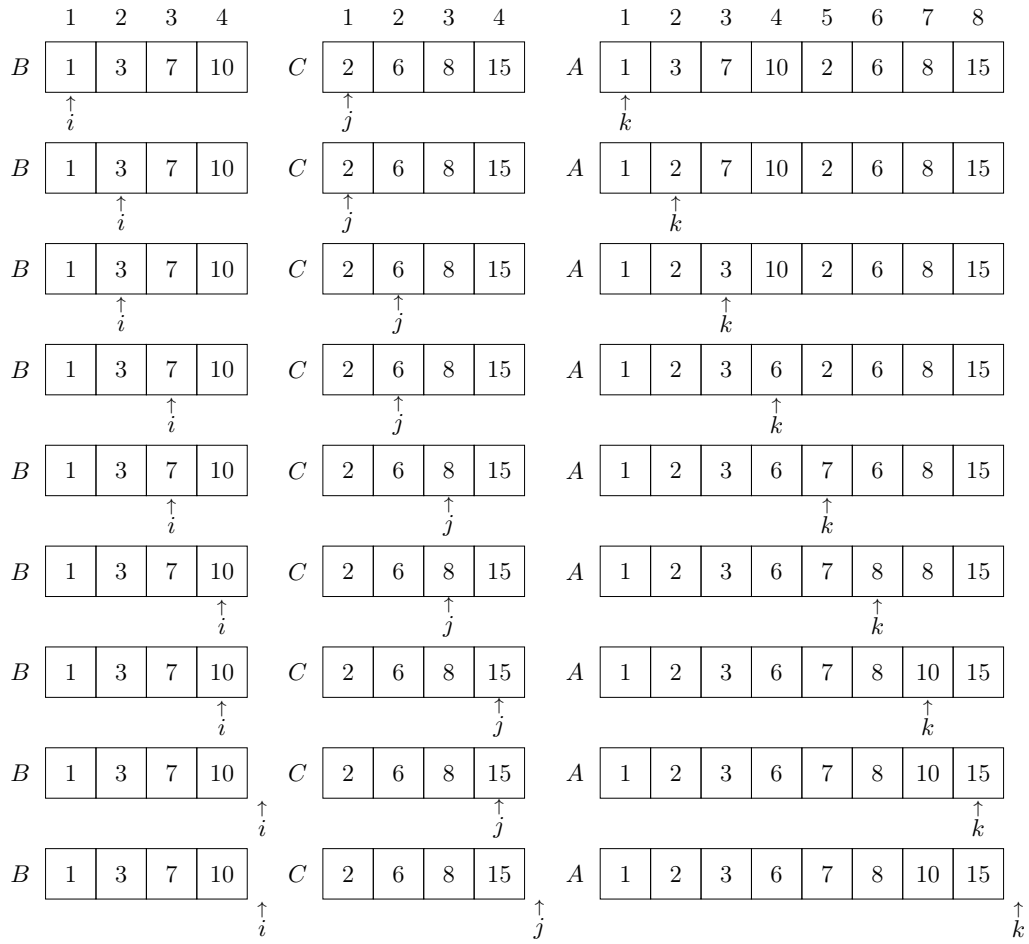 1 2 3 4 1 2 3 4 1 2 3 4 5 6 7 8
B 1 3 7 10 C 2 6 8 15 A 1 3 7 10 2 6 8 15
↑ ↑ ↑
i j k
B 1 3 7 10 C 2 6 8 15 A 1 2 7 10 2 6 8 15
↑ ↑ ↑
i j k
B 1 3 7 10 C 2 6 8 15 A 1 2 3 10 2 6 8 15
↑ ↑ ↑
i j k
B 1 3 7 10 C 2 6 8 15 A 1 2 3 6 2 6 8 15
↑ ↑ ↑
i j k
B 1 3 7 10 C 2 6 8 15 A 1 2 3 6 7 6 8 15
↑ ↑ ↑
i j k
B 1 3 7 10 C 2 6 8 15 A 1 2 3 6 7 8 8 15
↑ ↑ ↑
i j k
B 1 3 7 10 C 2 6 8 15 A 1 2 3 6 7 8 10 15
↑ ↑ ↑
i j k
B 1 3 7 10 C 2 6 8 15 A 1 2 3 6 7 8 10 15
↑ ↑ ↑
i j k
B 1 3 7 10 C 2 6 8 15 A 1 2 3 6 7 8 10 15
↑ ↑ ↑
i j k